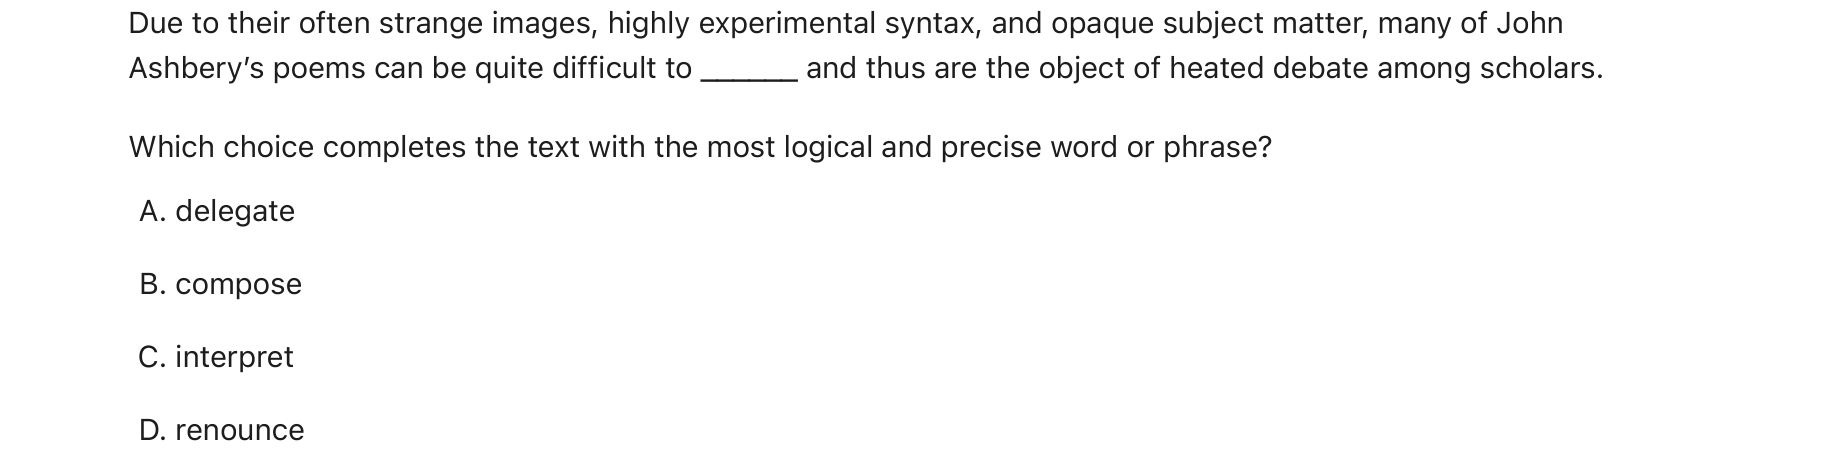 Due to their often strange images, highly experimental syntax, and opaque subject matter, many of John
Ashbery’s poems can be quite difficult to ______ and thus are the object of heated debate among scholars.
Which choice completes the text with the most logical and precise word or phrase?
A. delegate
B. compose
C. interpret
D. renounce